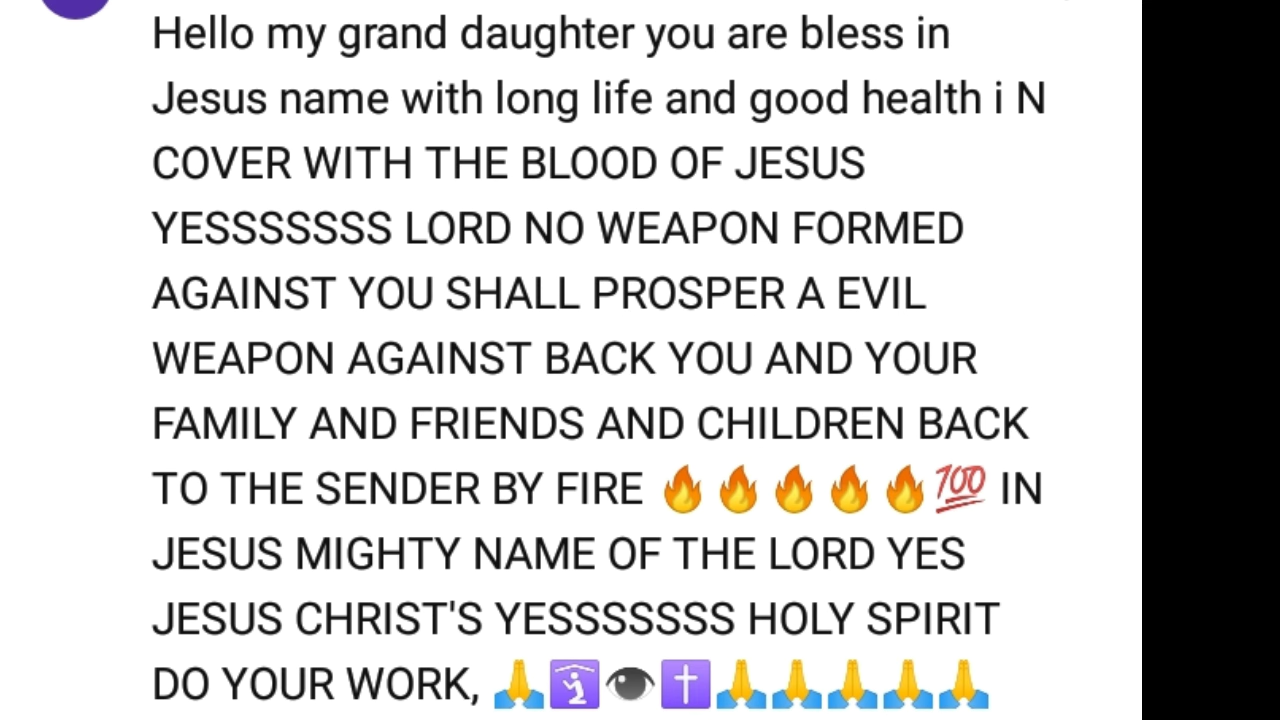 Hello my grand daughter you are bless in
Jesus name with long life and good health i N
COVER WITH THE BLOOD OF JESUS
YESSSSSSS LORD NO WEAPON FORMED
AGAINST YOU SHALL PROSPER A EVIL
WEAPON AGAINST BACK YOU AND YOUR
FAMILY AND FRIENDS AND CHILDREN BACK
TO THE SENDER BY FIRE 🔥🔥🔥🔥🔥💯 IN
JESUS MIGHTY NAME OF THE LORD YES
JESUS CHRIST'S YESSSSSSS HOLY SPIRIT
DO YOUR WORK, 🙏🛐👁️✝️🙏🙏🙏🙏🙏